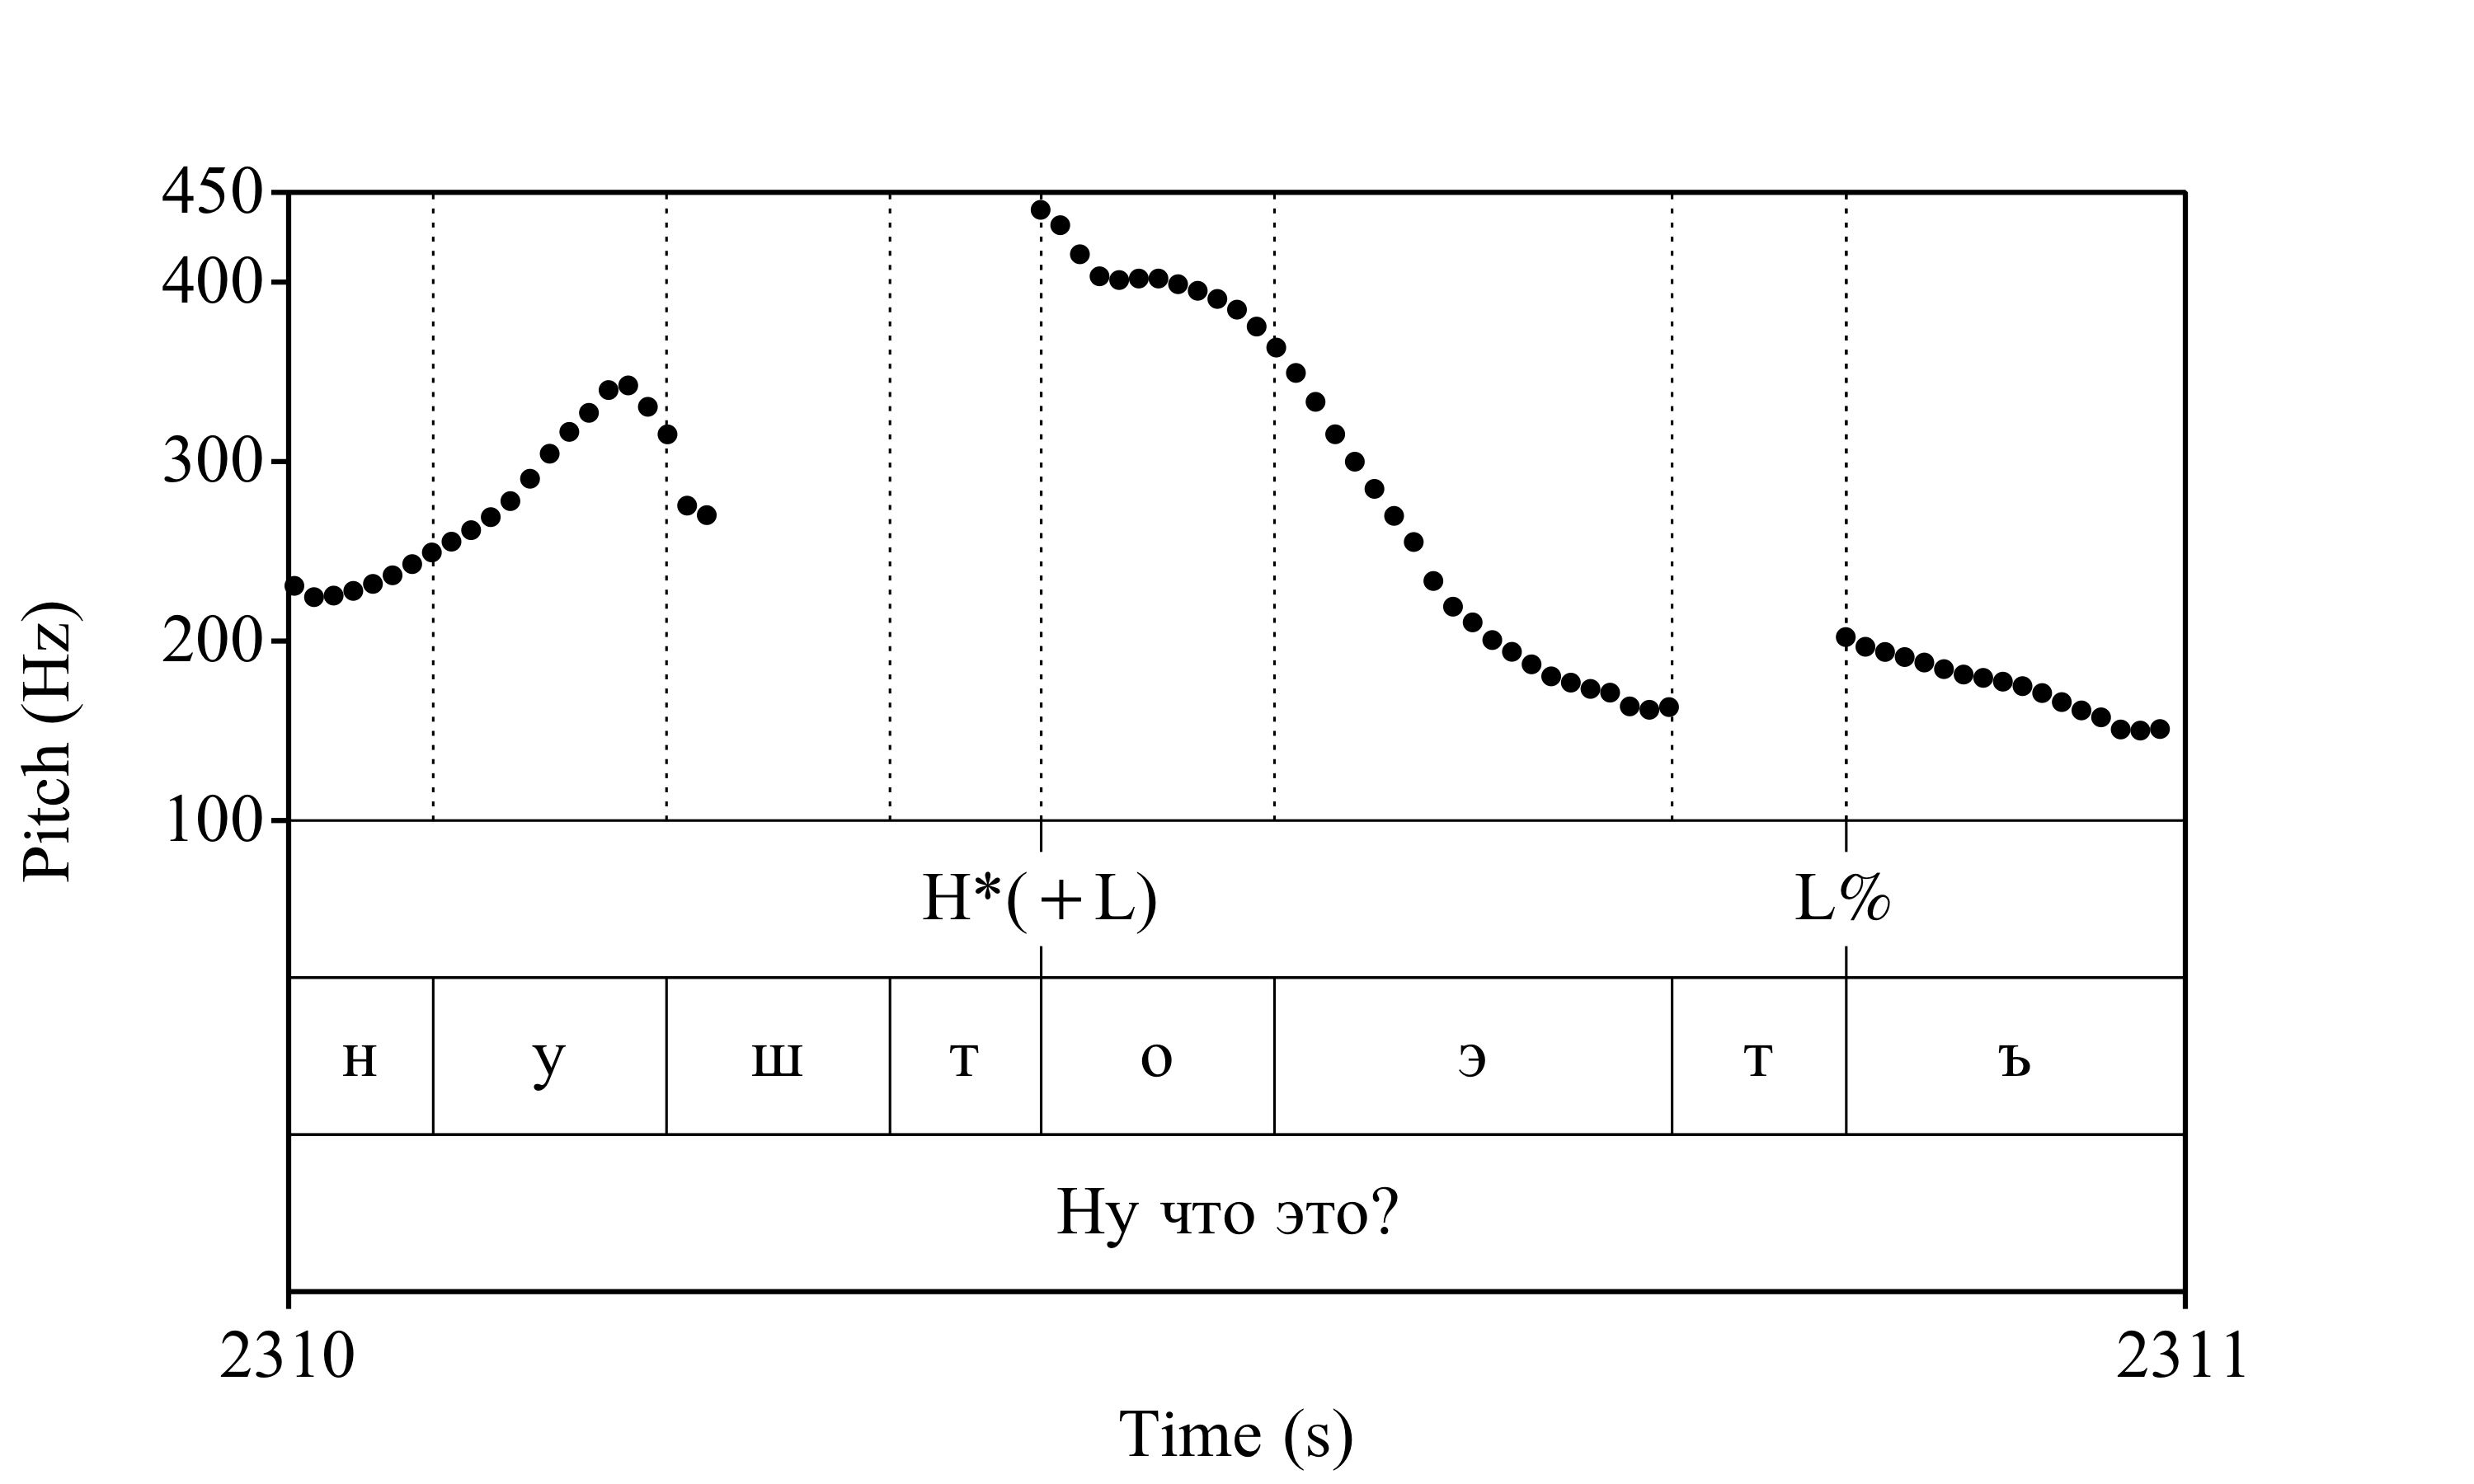 450
400
300
200
100
Pitch (Hz)
H*(+L) L%
н у ш т о э т ъ
Ну что это?
2310 2311
Time (s)